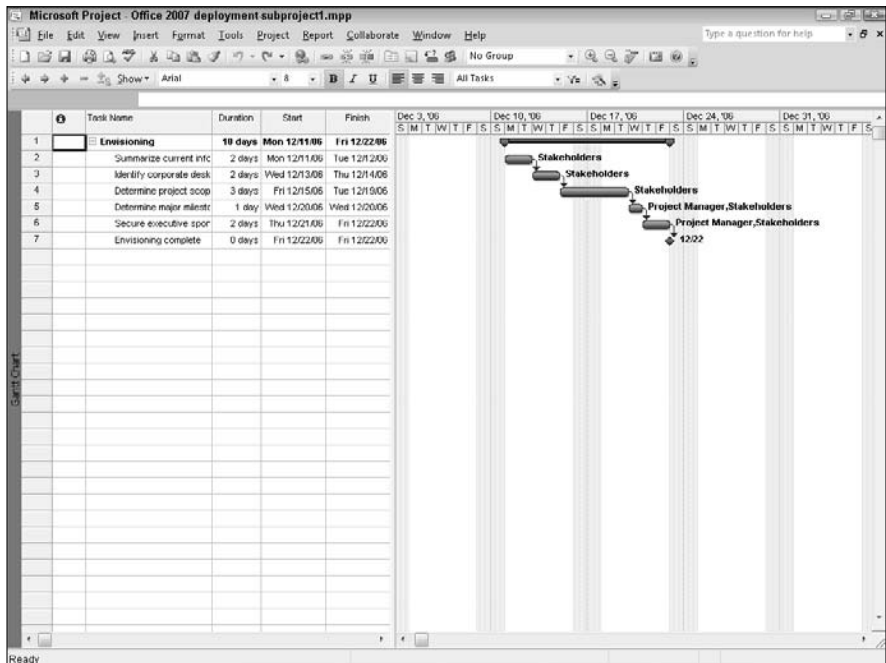 Microsoft Project - Office 2007 deployment subproject1.mpp
File Edit View Insert Format Tools Project Report Collaborate Window Help
Type a question for help
No Group
Show Arial 8 B I U All Tasks
Task Name Duration Start Finish
Dec 3, '06 Dec 10, '06 Dec 17, '06 Dec 24, '06 Dec 31, '06
S M T W T F S S M T W T F S S M T W T F S S M T W T F S S M T W T F S
1 Envisioning 10 days Mon 12/11/06 Fri 12/22/06
2 Summarize current infc 2 days Mon 12/11/06 Tue 12/12/06 Stakeholders
3 Identify corporate desk 2 days Wed 12/13/06 Thu 12/14/06 Stakeholders
4 Determine project scop 3 days Fri 12/15/06 Tue 12/19/06 Stakeholders
5 Determine major milestc 1 day Wed 12/20/06 Wed 12/20/06 Project Manager,Stakeholders
6 Secure executive spor 2 days Thu 12/21/06 Fri 12/22/06 Project Manager,Stakeholders
7 Envisioning complete 0 days Fri 12/22/06 Fri 12/22/06 12/22
Gantt Chart
Ready